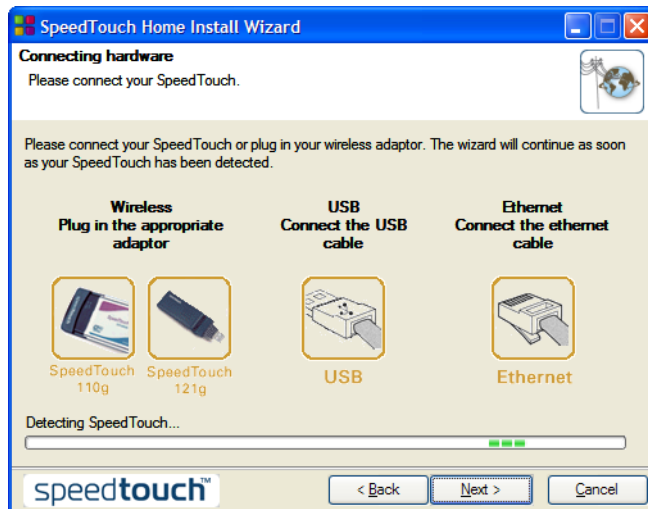 SpeedTouch Home Install Wizard
Connecting hardware
Please connect your SpeedTouch.
Please connect your SpeedTouch or plug in your wireless adaptor. The wizard will continue as soon
as your SpeedTouch has been detected.
Wireless
Plug in the appropriate
adaptor
USB
Connect the USB
cable
Ethernet
Connect the ethernet
cable
SpeedTouch
110g
SpeedTouch
121g
USB
Ethernet
Detecting SpeedTouch...
speedtouch™
< Back
Next >
Cancel